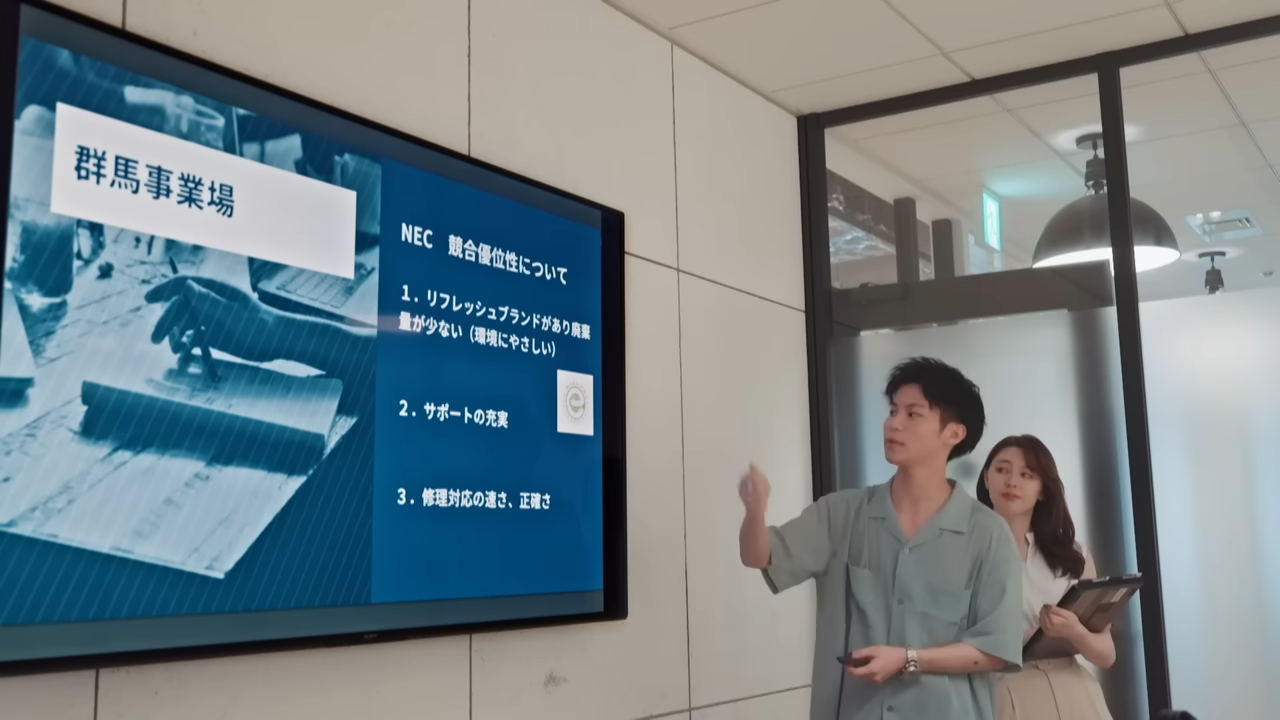 群馬事業場
NEC　競合優位性について
１．リフレッシュブランドがあり廃棄
量が少ない（環境にやさしい）
２．サポートの充実
３．修理対応の速さ、正確さ
SONY